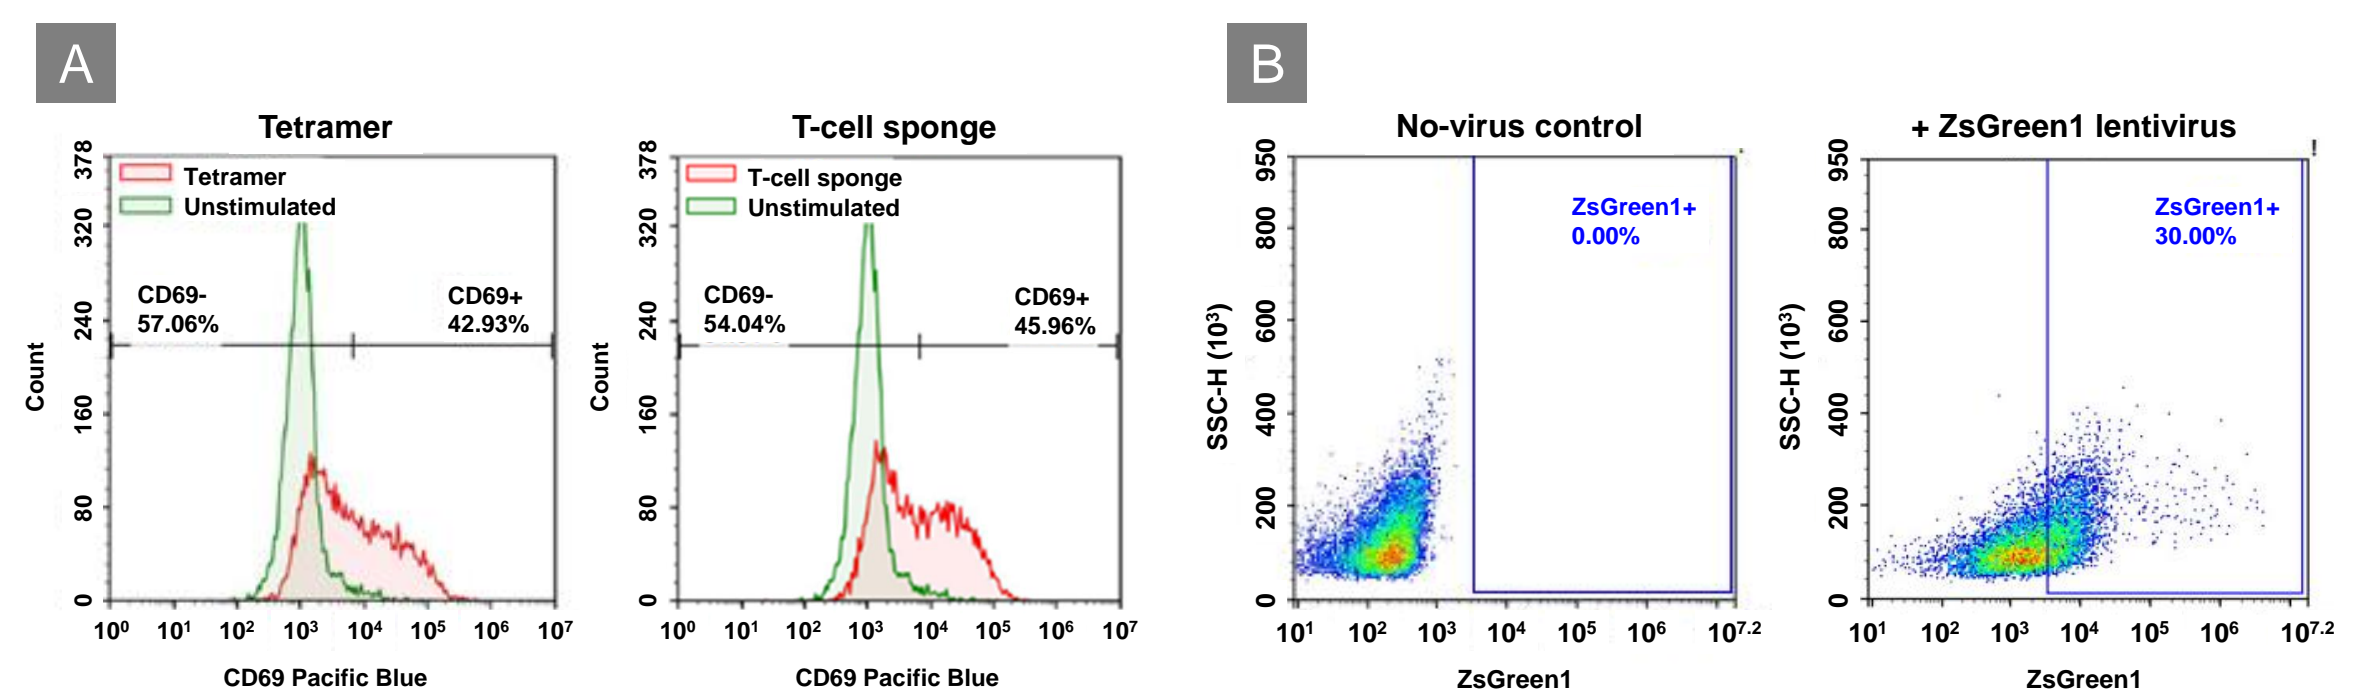 A
Tetramer
Tetramer
Unstimulated
CD69-
57.06%
CD69+
42.93%
378
320
240
160
80
0
Count
10⁰ 10¹ 10² 10³ 10⁴ 10⁵ 10⁶ 10⁷
CD69 Pacific Blue
T-cell sponge
T-cell sponge
Unstimulated
CD69-
54.04%
CD69+
45.96%
378
320
240
160
80
0
Count
10⁰ 10¹ 10² 10³ 10⁴ 10⁵ 10⁶ 10⁷
CD69 Pacific Blue
B
No-virus control
ZsGreen1+
0.00%
950
800
600
400
200
0
SSC-H (10³)
10¹ 10² 10³ 10⁴ 10⁵ 10⁶ 10⁷·²
ZsGreen1
+ ZsGreen1 lentivirus
!
ZsGreen1+
30.00%
950
800
600
400
200
0
SSC-H (10³)
10¹ 10² 10³ 10⁴ 10⁵ 10⁶ 10⁷·²
ZsGreen1